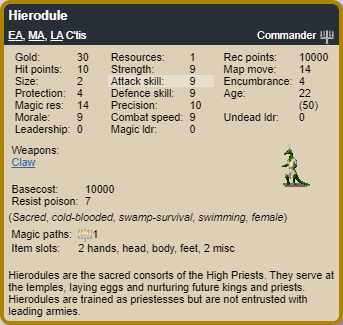 Hierodule
EA, MA, LA C'tis Commander
Gold: 30 Resources: 1 Rec points: 10000
Hit points: 10 Strength: 9 Map move: 14
Size: 2 Attack skill: 9 Encumbrance: 4
Protection: 4 Defence skill: 9 Age: 22
Magic res: 14 Precision: 10 (50)
Morale: 9 Combat speed: 9 Undead ldr: 0
Leadership: 0 Magic ldr: 0
Weapons:
Claw
Basecost: 10000
Resist poison: 7
(Sacred, cold-blooded, swamp-survival, swimming, female)
Magic paths: 1
Item slots: 2 hands, head, body, feet, 2 misc
Hierodules are the sacred consorts of the High Priests. They serve at
the temples, laying eggs and nurturing future kings and priests.
Hierodules are trained as priestesses but are not entrusted with
leading armies.